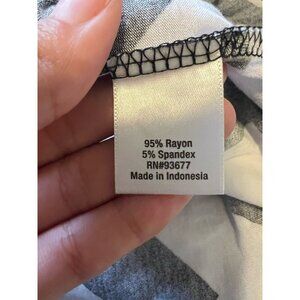 95% Rayon
5% Spandex
RN#93677
Made in Indonesia